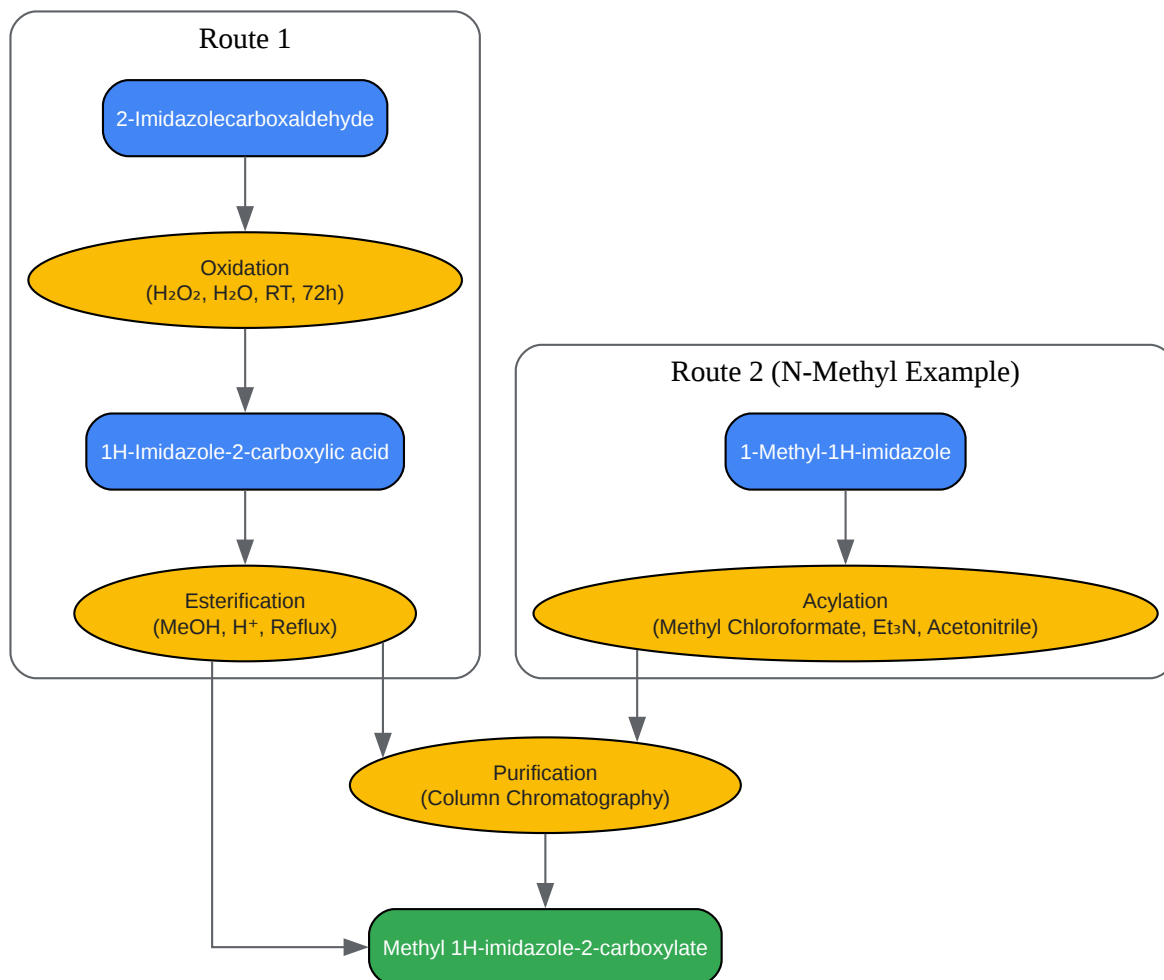 Route 1
2-Imidazolecarboxaldehyde
Oxidation
(H₂O₂, H₂O, RT, 72h)
1H-Imidazole-2-carboxylic acid
Esterification
(MeOH, H⁺, Reflux)
Route 2 (N-Methyl Example)
1-Methyl-1H-imidazole
Acylation
(Methyl Chloroformate, Et₃N, Acetonitrile)
Purification
(Column Chromatography)
Methyl 1H-imidazole-2-carboxylate